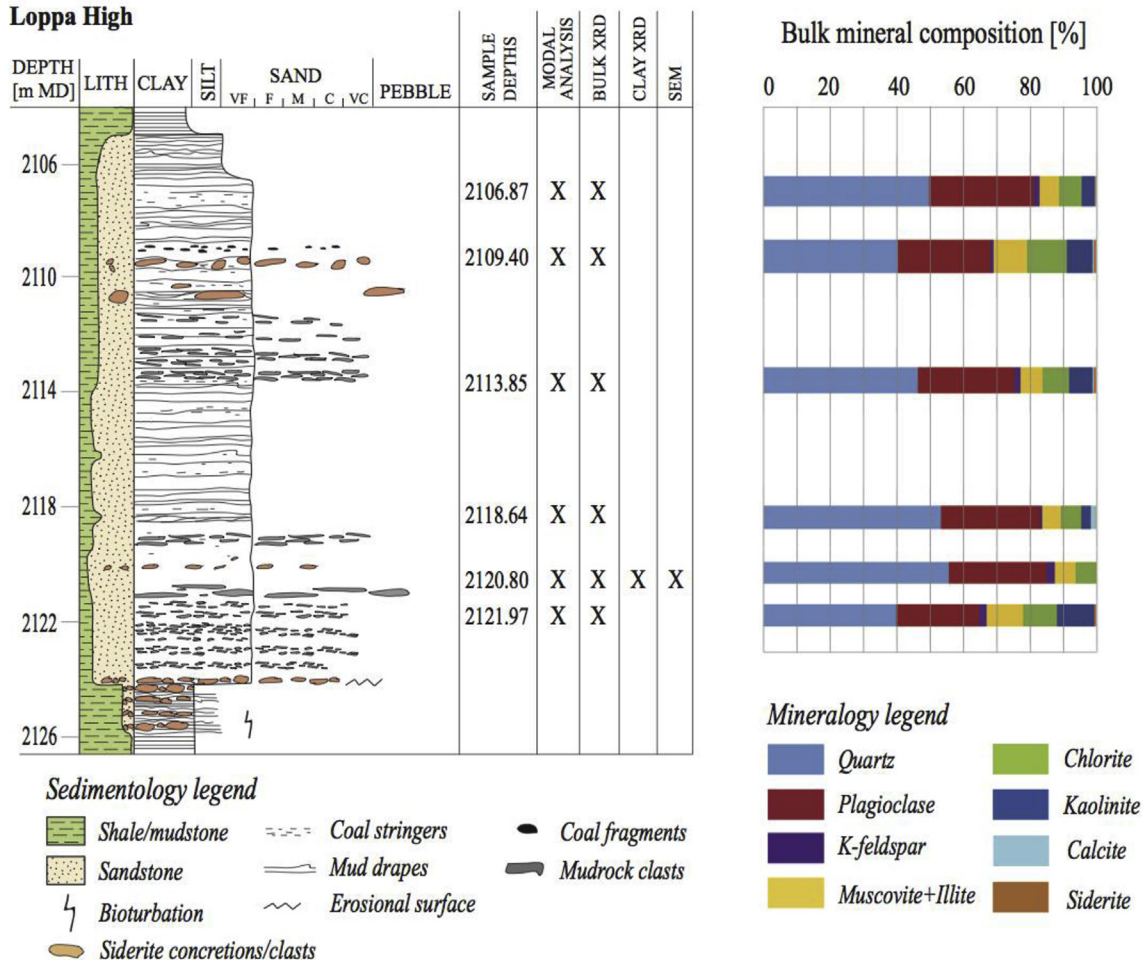 Loppa High
DEPTH
[m MD]
LITH
CLAY
SILT
SAND
VF F M C VC
PEBBLE
SAMPLE
DEPTHS
MODAL
ANALYSIS
BULK XRD
CLAY XRD
SEM
2106
2110
2114
2118
2122
2126
2106.87 X X
2109.40 X X
2113.85 X X
2118.64 X X
2120.80 X X X X
2121.97 X X
Bulk mineral composition [%]
0 20 40 60 80 100
Sedimentology legend
Shale/mudstone
Sandstone
Bioturbation
Siderite concretions/clasts
Coal stringers
Mud drapes
Erosional surface
Coal fragments
Mudrock clasts
Mineralogy legend
Quartz
Plagioclase
K-feldspar
Muscovite+Illite
Chlorite
Kaolinite
Calcite
Siderite